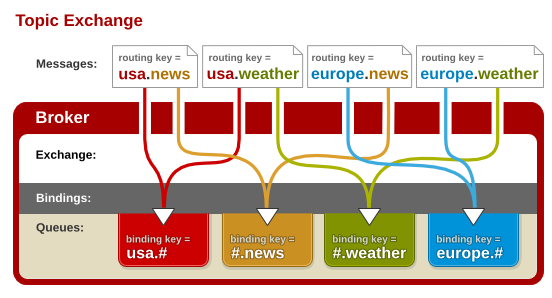 Topic Exchange
Messages:
routing key =
usa.news
routing key =
usa.weather
routing key =
europe.news
routing key =
europe.weather
Broker
Exchange:
Bindings:
Queues:
binding key =
usa.#
binding key =
#.news
binding key =
#.weather
binding key =
europe.#